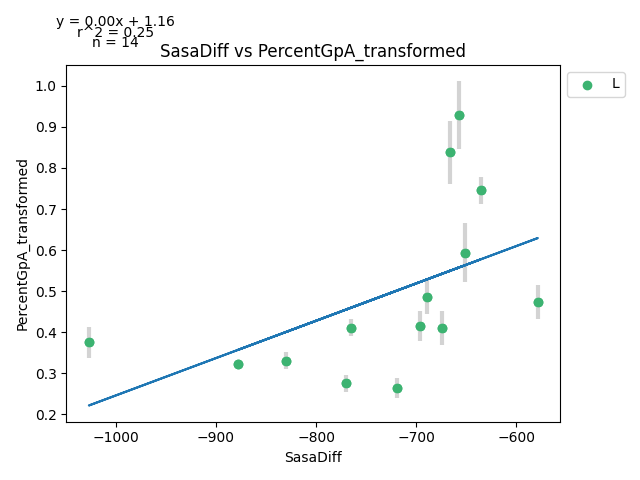 y = 0.00x + 1.16
r^2 = 0.25
n = 14
SasaDiff vs PercentGpA_transformed
L
PercentGpA_transformed
1.0
0.9
0.8
0.7
0.6
0.5
0.4
0.3
0.2
−1000
−900
−800
−700
−600
SasaDiff